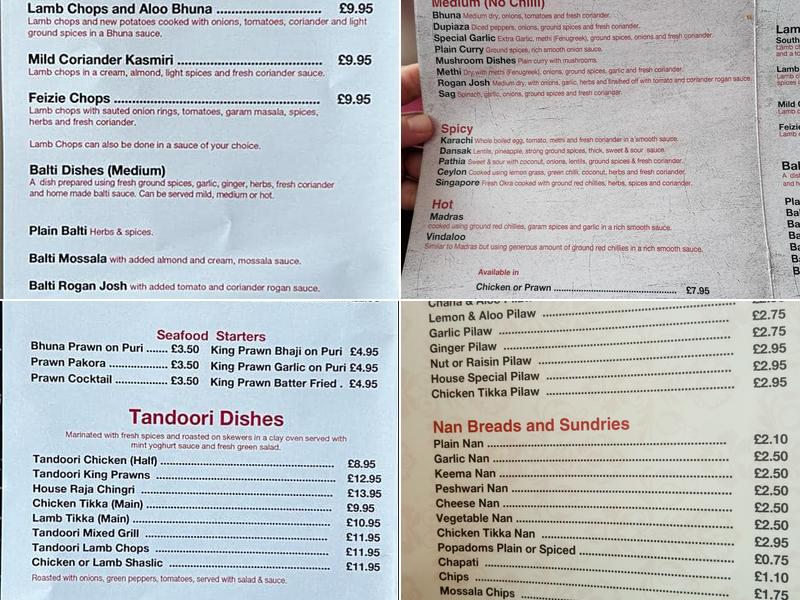 Lamb Chops and Aloo Bhuna ........................ £9.95
Lamb chops and new potatoes cooked with onions, tomatoes, coriander and light
ground spices in a Bhuna sauce.
Mild Coriander Kasmiri ................................ £9.95
Lamb chops in a cream, almond, light spices and fresh coriander sauce.
Feizie Chops ............................................... £9.95
Lamb chops with sauted onion rings, tomatoes, garam masala, spices,
herbs and fresh coriander.
Lamb Chops can also be done in a sauce of your choice.
Balti Dishes (Medium)
A dish prepared using fresh ground spices, garlic, ginger, herbs, fresh coriander
and home made balti sauce. Can be served mild, medium or hot.
Plain Balti Herbs & spices.
Balti Mossala with added almond and cream, mossala sauce.
Balti Rogan Josh with added tomato and coriander rogan sauce.
Medium (No Chilli)
Bhuna Medium dry, onions, tomatoes and fresh coriander.
Dupiaza Diced peppers, onions, ground spices and fresh coriander.
Special Garlic Extra Garlic, methi (Fenugreek), ground spices, onions and fresh coriander.
Plain Curry Ground spices, rich smooth onion sauce.
Mushroom Dishes Plain curry with mushrooms.
Methi Dry, with methi (Fenugreek), onions, ground spices, garlic and fresh coriander.
Rogan Josh Medium dry, with onions, garlic, herbs and finished off with tomato and coriander rogan sauce.
Sag Spinach, garlic, onions, ground spices and fresh coriander.
Spicy
Karachi Whole boiled egg, tomato, methi and fresh coriander in a smooth sauce.
Dansak Lentils, pineapple, strong ground spices, thick, sweet & sour sauce.
Pathia Sweet & sour with coconut, onions, lentils, ground spices & fresh coriander.
Ceylon Cooked using lemon grass, green chilli, coconut, herbs and fresh coriander.
Singapore Fresh Okra cooked with ground red chillies, herbs, spices and coriander.
Hot
Madras
cooked using ground red chillies, garam spices and garlic in a rich smooth sauce.
Vindaloo
Similar to Madras but using generous amount of ground red chillies in a rich smooth sauce.
Available in
Chicken or Prawn ........................................ £7.95
Lam
South
Lamb
Mild C
Feizie
Lamb c
Bal
A dis
and
Pla
Bal
Ba
Ba
Ba
B
Seafood Starters
Bhuna Prawn on Puri ....... £3.50 King Prawn Bhaji on Puri £4.95
Prawn Pakora ................. £3.50 King Prawn Garlic on Puri £4.95
Prawn Cocktail ................ £3.50 King Prawn Batter Fried . £4.95
Tandoori Dishes
Marinated with fresh spices and roasted on skewers in a clay oven served with
mint yoghurt sauce and fresh green salad.
Tandoori Chicken (Half) ........................................ £8.95
Tandoori King Prawns ........................................ £12.95
House Raja Chingri ........................................ £13.95
Chicken Tikka (Main) ........................................ £9.95
Lamb Tikka (Main) ........................................ £10.95
Tandoori Mixed Grill ........................................ £11.95
Tandoori Lamb Chops ........................................ £11.95
Chicken or Lamb Shaslic ........................................ £11.95
Roasted with onions, green peppers, tomatoes, served with salad & sauce.
Chana & Aloo Pilaw
Lemon & Aloo Pilaw ........................................ £2.75
Garlic Pilaw ........................................ £2.75
Ginger Pilaw ........................................ £2.95
Nut or Raisin Pilaw ........................................ £2.95
House Special Pilaw ........................................ £2.95
Chicken Tikka Pilaw ........................................
Nan Breads and Sundries
Plain Nan ........................................ £2.10
Garlic Nan ........................................ £2.50
Keema Nan ........................................ £2.50
Peshwari Nan ........................................ £2.50
Cheese Nan ........................................ £2.50
Vegetable Nan ........................................ £2.50
Chicken Tikka Nan ........................................ £2.95
Popadoms Plain or Spiced ........................................ £0.75
Chapati ........................................ £1.10
Chips ........................................ £1.75
Mossala Chips ........................................